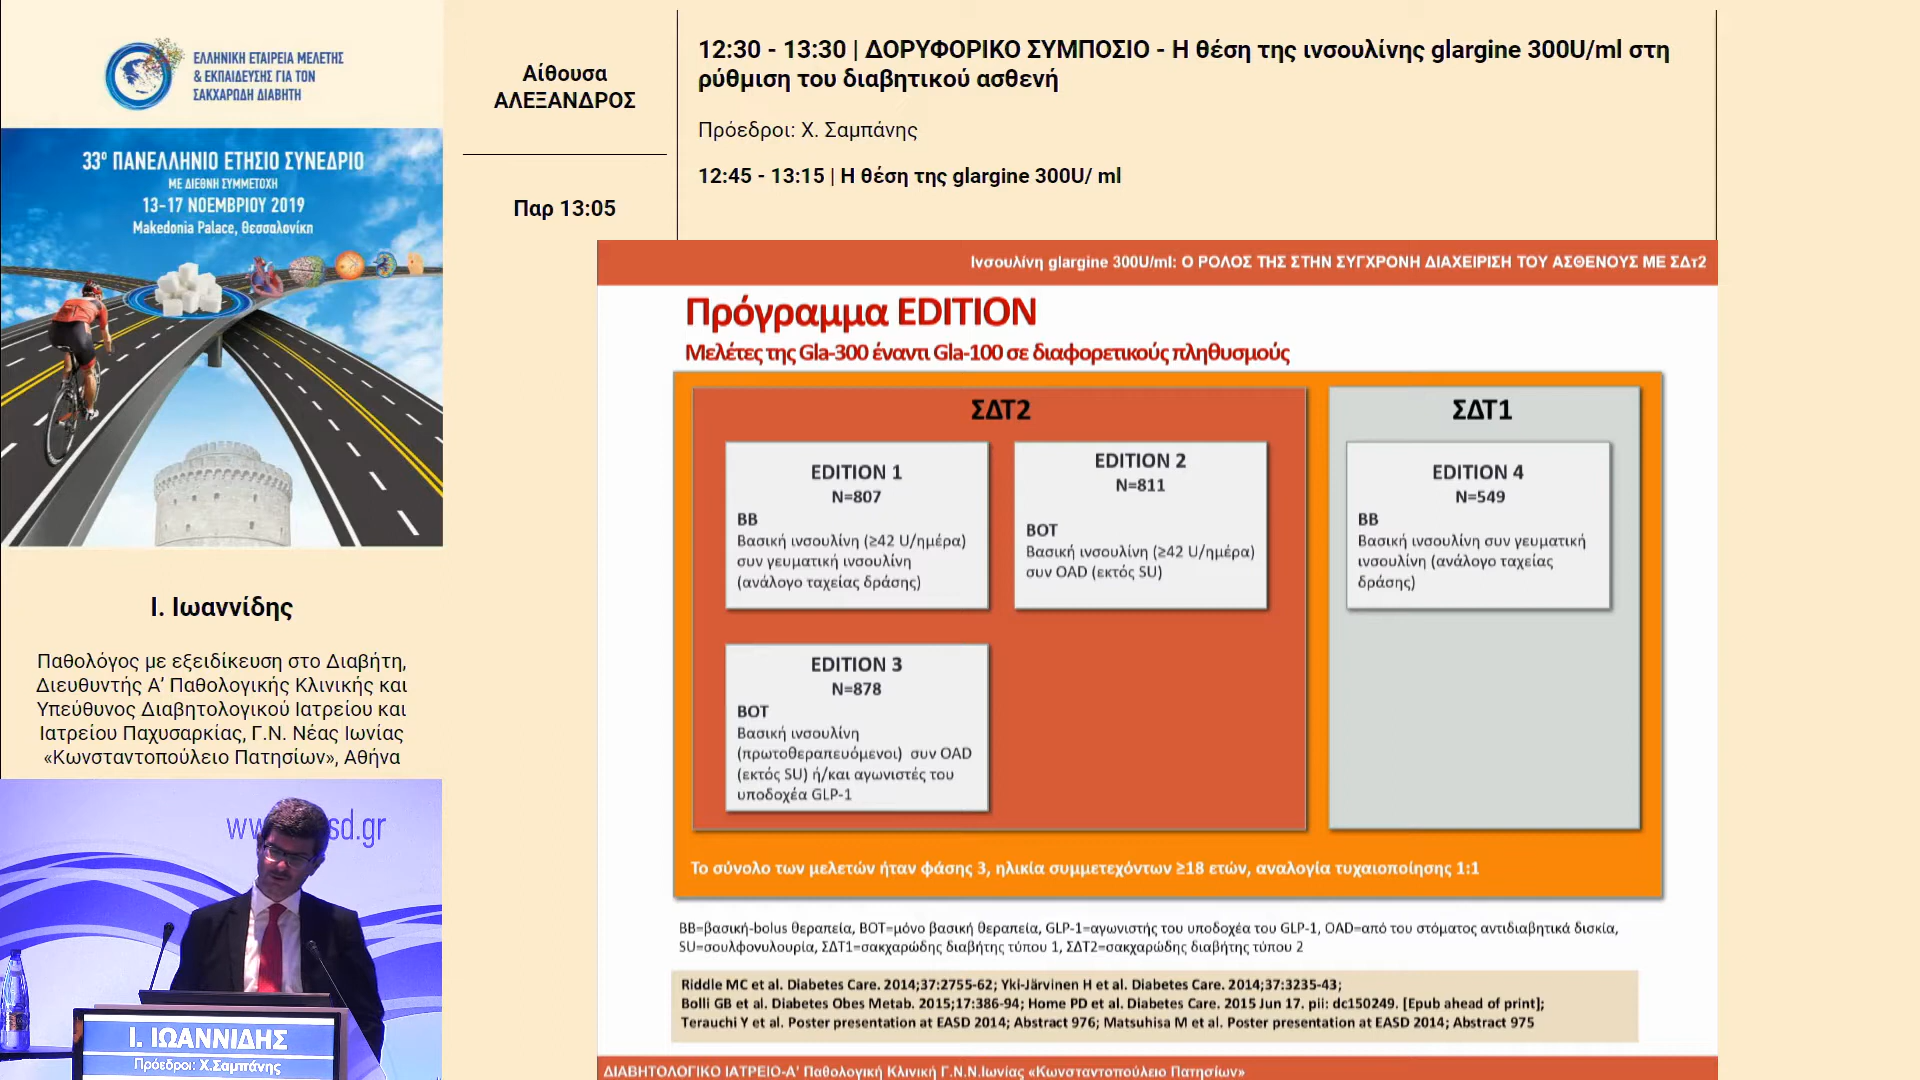 ΕΛΛΗΝΙΚΗ ΕΤΑΙΡΕΙΑ ΜΕΛΕΤΗΣ
& ΕΚΠΑΙΔΕΥΣΗΣ ΓΙΑ ΤΟΝ
ΣΑΚΧΑΡΩΔΗ ΔΙΑΒΗΤΗ
33ο ΠΑΝΕΛΛΗΝΙΟ ΕΤΗΣΙΟ ΣΥΝΕΔΡΙΟ
ΜΕ ΔΙΕΘΝΗ ΣΥΜΜΕΤΟΧΗ
13-17 ΝΟΕΜΒΡΙΟΥ 2019
Makedonia Palace, Θεσσαλονίκη
Αίθουσα
ΑΛΕΞΑΝΔΡΟΣ
Παρ 13:05
12:30 - 13:30 | ΔΟΡΥΦΟΡΙΚΟ ΣΥΜΠΟΣΙΟ - Η θέση της ινσουλίνης glargine 300U/ml στη
ρύθμιση του διαβητικού ασθενή
Πρόεδροι: Χ. Σαμπάνης
12:45 - 13:15 | Η θέση της glargine 300U/ ml
Ινσουλίνη glargine 300U/ml: Ο ΡΟΛΟΣ ΤΗΣ ΣΤΗΝ ΣΥΓΧΡΟΝΗ ΔΙΑΧΕΙΡΙΣΗ ΤΟΥ ΑΣΘΕΝΟΥΣ ΜΕ ΣΔτ2
Πρόγραμμα EDITION
Μελέτες της Gla-300 έναντι Gla-100 σε διαφορετικούς πληθυσμούς
ΣΔΤ2
EDITION 1
N=807
BB
Βασική ινσουλίνη (≥42 U/ημέρα)
συν γευματική ινσουλίνη
(ανάλογο ταχείας δράσης)
EDITION 2
N=811
BOT
Βασική ινσουλίνη (≥42 U/ημέρα)
συν OAD (εκτός SU)
EDITION 3
N=878
BOT
Βασική ινσουλίνη
(πρωτοθεραπευόμενοι) συν OAD
(εκτός SU) ή/και αγωνιστές του
υποδοχέα GLP-1
ΣΔΤ1
EDITION 4
N=549
BB
Βασική ινσουλίνη συν γευματική
ινσουλίνη (ανάλογο ταχείας
δράσης)
Το σύνολο των μελετών ήταν φάσης 3, ηλικία συμμετεχόντων ≥18 ετών, αναλογία τυχαιοποίησης 1:1
BB=βασική-bolus θεραπεία, BOT=μόνο βασική θεραπεία, GLP-1=αγωνιστής του υποδοχέα του GLP-1, OAD=από του στόματος αντιδιαβητικά δισκία,
SU=σουλφονυλουρία, ΣΔΤ1=σακχαρώδης διαβήτης τύπου 1, ΣΔΤ2=σακχαρώδης διαβήτης τύπου 2
Riddle MC et al. Diabetes Care. 2014;37:2755-62; Yki-Järvinen H et al. Diabetes Care. 2014;37:3235-43;
Bolli GB et al. Diabetes Obes Metab. 2015;17:386-94; Home PD et al. Diabetes Care. 2015 Jun 17. pii: dc150249. [Epub ahead of print];
Terauchi Y et al. Poster presentation at EASD 2014; Abstract 976; Matsuhisa M et al. Poster presentation at EASD 2014; Abstract 975
ΔΙΑΒΗΤΟΛΟΓΙΚΟ ΙΑΤΡΕΙΟ-Α’ Παθολογική Κλινική Γ.Ν.Ν.Ιωνίας «Κωνσταντοπούλειο Πατησίων»
Ι. Ιωαννίδης
Παθολόγος με εξειδίκευση στο Διαβήτη,
Διευθυντής Α’ Παθολογικής Κλινικής και
Υπεύθυνος Διαβητολογικού Ιατρείου και
Ιατρείου Παχυσαρκίας, Γ.Ν. Νέας Ιωνίας
«Κωνσταντοπούλειο Πατησίων», Αθήνα
sd.gr
Ι. ΙΩΑΝΝΙΔΗΣ
Πρόεδροι: Χ.Σαμπάνης